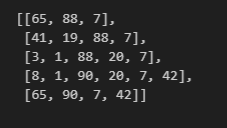 [[65, 88, 7],
[41, 19, 88, 7],
[3, 1, 88, 20, 7],
[8, 1, 90, 20, 7, 42],
[65, 90, 7, 42]]